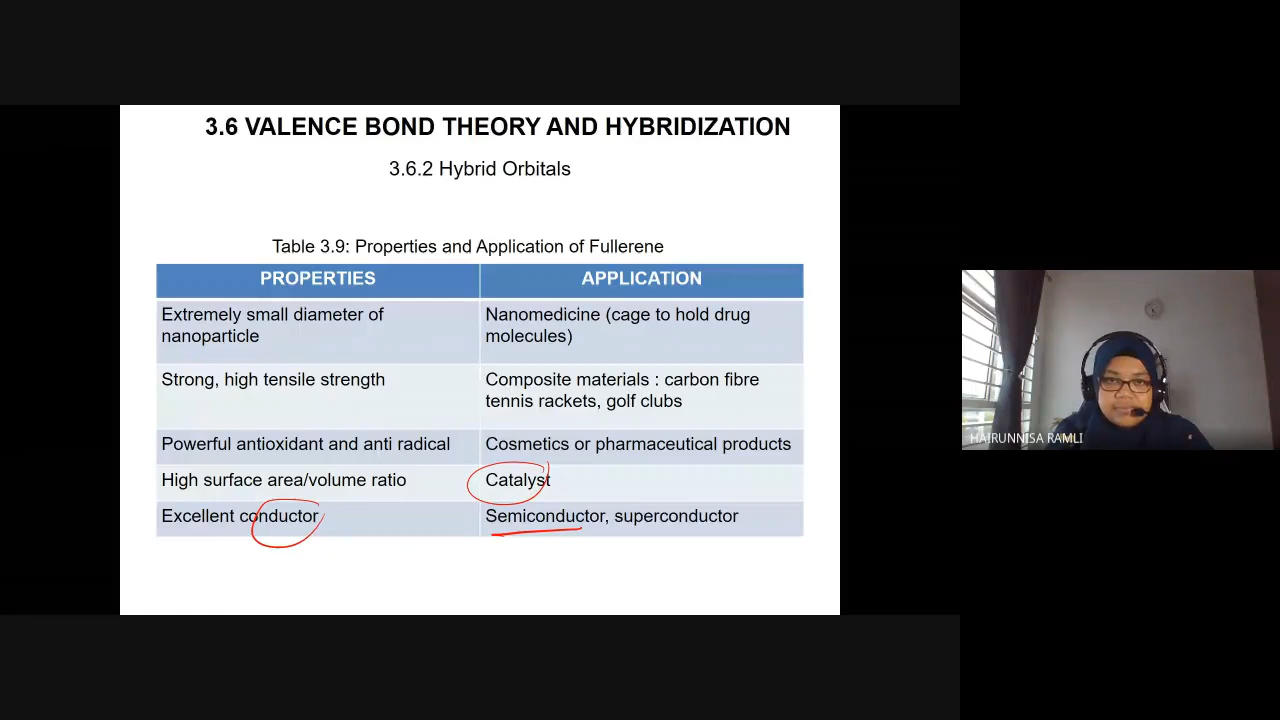 3.6 VALENCE BOND THEORY AND HYBRIDIZATION
3.6.2 Hybrid Orbitals
Table 3.9: Properties and Application of Fullerene
PROPERTIES
APPLICATION
Extremely small diameter of
nanoparticle
Nanomedicine (cage to hold drug
molecules)
Strong, high tensile strength
Composite materials : carbon fibre
tennis rackets, golf clubs
Powerful antioxidant and anti radical
Cosmetics or pharmaceutical products
High surface area/volume ratio
Catalyst
Excellent conductor
Semiconductor, superconductor
HAIRUNNISA RAMLI